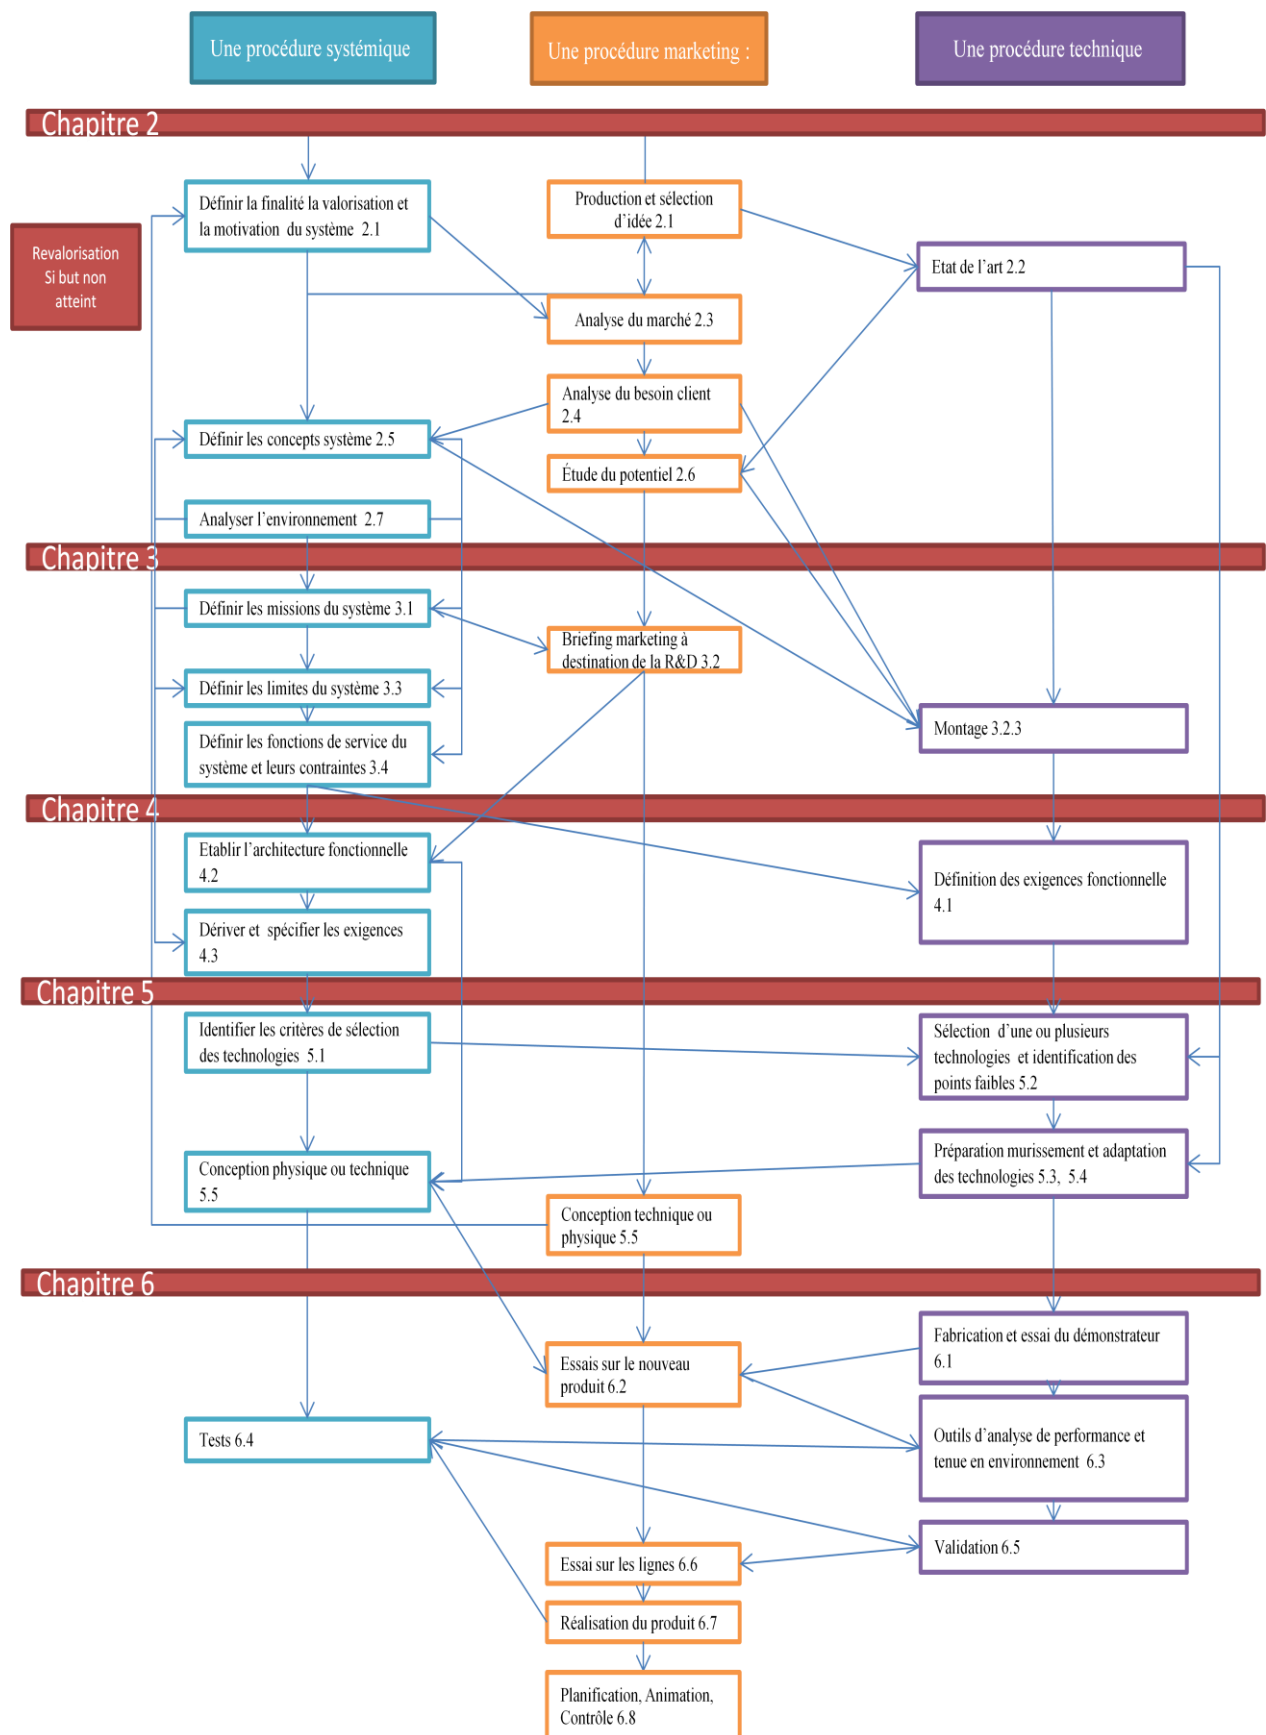 Une procédure systémique
Une procédure marketing :
Une procédure technique
Chapitre 2
Définir la finalité la valorisation et
la motivation du système 2.1
Production et sélection
d’idée 2.1
Revalorisation
Si but non
atteint
Etat de l’art 2.2
Analyse du marché 2.3
Analyse du besoin client
2.4
Définir les concepts système 2.5
Étude du potentiel 2.6
Analyser l’environnement 2.7
Chapitre 3
Définir les missions du système 3.1
Briefing marketing à
destination de la R&D 3.2
Définir les limites du système 3.3
Définir les fonctions de service du
système et leurs contraintes 3.4
Montage 3.2.3
Chapitre 4
Etablir l’architecture fonctionnelle
4.2
Définition des exigences fonctionnelle
4.1
Dériver et spécifier les exigences
4.3
Chapitre 5
Identifier les critères de sélection
des technologies 5.1
Sélection d’une ou plusieurs
technologies et identification des
points faibles 5.2
Préparation murissement et adaptation
des technologies 5.3, 5.4
Conception physique ou technique
5.5
Conception technique ou
physique 5.5
Chapitre 6
Fabrication et essai du démonstrateur
6.1
Essais sur le nouveau
produit 6.2
Tests 6.4
Outils d’analyse de performance et
tenue en environnement 6.3
Validation 6.5
Essai sur les lignes 6.6
Réalisation du produit 6.7
Planification, Animation,
Contrôle 6.8